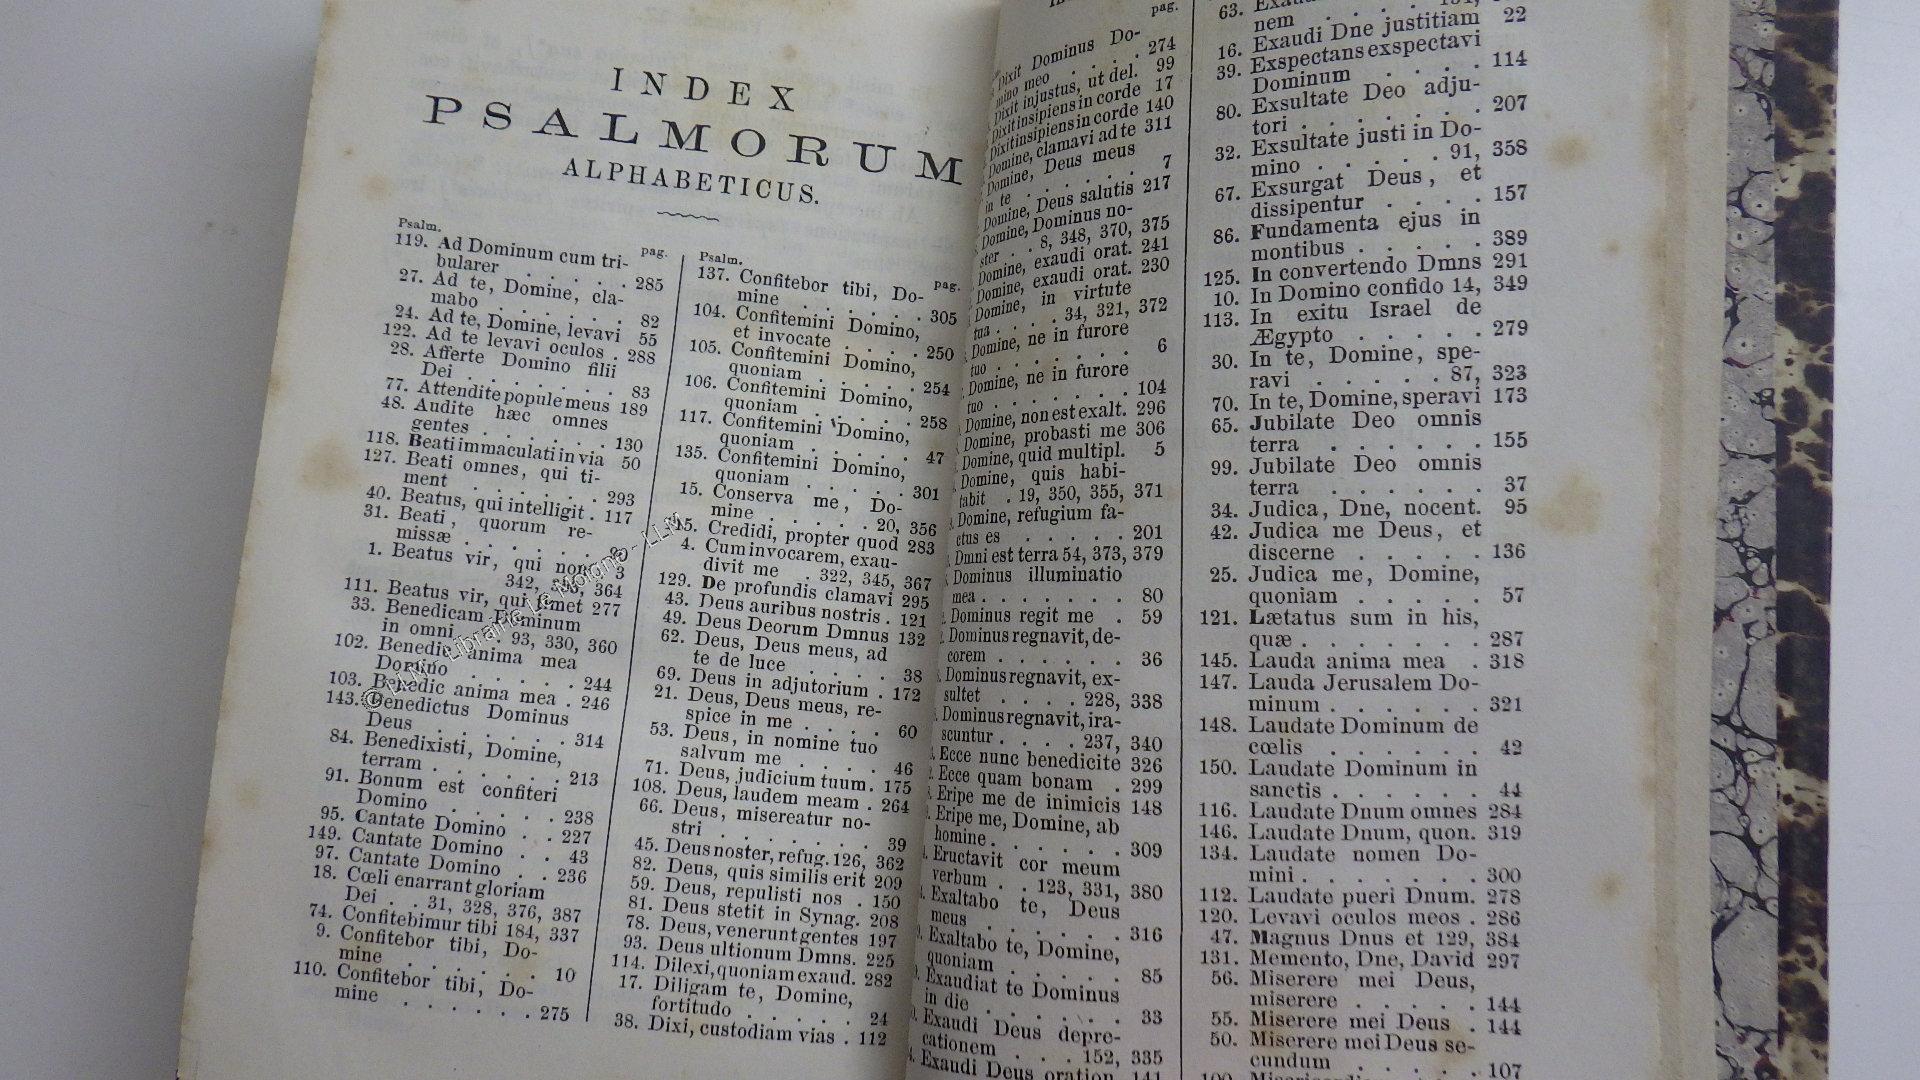 INDEX
PSALMORUM
ALPHABETICUS.
Psalm.
pag.
119. Ad Dominum cum tri-
bularer . . . . . 285
27. Ad te, Domine, cla-
mabo . . . . . . 82
24. Ad te, Domine, levavi 55
122. Ad te levavi oculos . 288
28. Afferte Domino filii
Dei . . . . . . . 83
77. Attendite popule meus 189
48. Audite hæc omnes
gentes . . . . . . 130
118. Beati immaculati in via 50
127. Beati omnes, qui ti-
ment . . . . . . 293
40. Beatus, qui intelligit . 117
31. Beati, quorum re-
missæ . . . . . .
1. Beatus vir, qui non . 3
342, 364
111. Beatus vir, qui timet 277
33. Benedicam Dominum
in omni . . 93, 330, 360
102. Benedic anima mea
Domino . . . . . . 244
103. Benedic anima mea . 246
143. Benedictus Dominus
Deus . . . . . . 314
84. Benedixisti, Domine,
terram . . . . . . 213
91. Bonum est confiteri
Domino . . . . . 238
95. Cantate Domino . . 227
149. Cantate Domino . . 43
97. Cantate Domino . . 236
18. Cœli enarrant gloriam
Dei . . 31, 328, 376, 387
74. Confitebimur tibi 184, 337
9. Confitebor tibi, Do-
mine . . . . . . 10
110. Confitebor tibi, Do-
mine . . . . . . 275
Psalm.
pag.
137. Confitebor tibi, Do-
mine . . . . . . 305
104. Confitemini Domino,
et invocate . . . . 250
105. Confitemini Domino,
quoniam . . . . . 254
106. Confitemini Domino,
quoniam . . . . . 258
117. Confitemini Domino,
quoniam . . . . . 47
135. Confitemini Domino,
quoniam . . . . . 301
15. Conserva me, Do-
mine . . . . . 20, 356
115. Credidi, propter quod 283
4. Cum invocarem, exau-
divit me . 322, 345, 367
129. De profundis clamavi 295
43. Deus auribus nostris . 121
49. Deus Deorum Dmnus 132
62. Deus, Deus meus, ad
te de luce . . . . . 38
69. Deus in adjutorium . 172
21. Deus, Deus meus, re-
spice in me . . . . 60
53. Deus, in nomine tuo
salvum me . . . . 46
71. Deus, judicium tuum. 175
108. Deus, laudem meam . 264
66. Deus, misereatur no-
stri . . . . . . . 39
45. Deus noster, refug. 126, 362
82. Deus, quis similis erit 209
59. Deus, repulisti nos . 150
81. Deus stetit in Synag. 208
78. Deus, venerunt gentes 197
93. Deus ultionum Dmns. 225
114. Dilexi, quoniam exaud. 282
17. Diligam te, Domine,
fortitudo . . . . . 24
38. Dixi, custodiam vias . 112
© LLM - Librairie Le Molono - LLM
pag.
Dixit Dominus Do-
mino meo . . . . 274
Dixit injustus, ut del. 99
Dixit insipiens in corde 17
Dixit insipiens in corde 140
Domine, clamavi ad te 311
Domine, Deus meus
in te . . . . . . 7
Domine, Deus salutis 217
Domine, Dominus no-
ster . . 8, 348, 370, 375
Domine, exaudi orat. 241
Domine, exaudi orat. 230
Domine, in virtute
tua . . . . 34, 321, 372
Domine, ne in furore
tuo . . . . . . . 6
Domine, ne in furore
tuo . . . . . . . 104
Domine, non est exalt. 296
Domine, probasti me 306
Domine, quid multipl. 5
Domine, quis habi-
tabit . 19, 350, 355, 371
Domine, refugium fa-
ctus es . . . . . 201
Dmni est terra 54, 373, 379
Dominus illuminatio
mea . . . . . . . 80
Dominus regit me . 59
Dominus regnavit, de-
corem . . . . . . 36
Dominus regnavit, ex-
sultet . . . . 228, 338
Dominus regnavit, ira-
scuntur . . . . 237, 340
Ecce nunc benedicite 326
Ecce quam bonam . 299
Eripe me de inimicis 148
Eripe me, Domine, ab
homine . . . . . . 309
Eructavit cor meum
verbum . . 123, 331, 380
Exaltabo te, Deus
meus . . . . . . 316
Exaltabo te, Domine,
quoniam . . . . . 85
Exaudiat te Dominus
in die . . . . . . 33
Exaudi Deus depre-
cationem . . . 152, 335
Exaudi Deus oration. 141
63.
nem . . . .
16. Exaudi Dne justitiam 22
39. Exspectans exspectavi
Dominum . . . . 114
80. Exsultate Deo adju-
tori . . . . . . . 207
32. Exsultate justi in Do-
mino . . . . . 91, 358
67. Exsurgat Deus, et
dissipentur . . . . 157
86. Fundamenta ejus in
montibus . . . . . 389
125. In convertendo Dmns 291
10. In Domino confido 14, 349
113. In exitu Israel de
Ægypto . . . . . 279
30. In te, Domine, spe-
ravi . . . . . 87, 323
70. In te, Domine, speravi 173
65. Jubilate Deo omnis
terra . . . . . . 155
99. Jubilate Deo omnis
terra . . . . . . 37
34. Judica, Dne, nocent. 95
42. Judica me Deus, et
discerne . . . . . 136
25. Judica me, Domine,
quoniam . . . . . 57
121. Lætatus sum in his,
quæ . . . . . . . 287
145. Lauda anima mea . 318
147. Lauda Jerusalem Do-
minum . . . . . . 321
148. Laudate Dominum de
cœlis . . . . . . 42
150. Laudate Dominum in
sanctis . . . . . . 44
116. Laudate Dnum omnes 284
146. Laudate Dnum, quon. 319
134. Laudate nomen Do-
mini . . . . . . . 300
112. Laudate pueri Dnum. 278
120. Levavi oculos meos . 286
47. Magnus Dnus et 129, 384
131. Memento, Dne, David 297
56. Miserere mei Deus,
miserere . . . . . 144
55. Miserere mei Deus . 144
50. Miserere mei Deus se-
cundum . . . . . 107